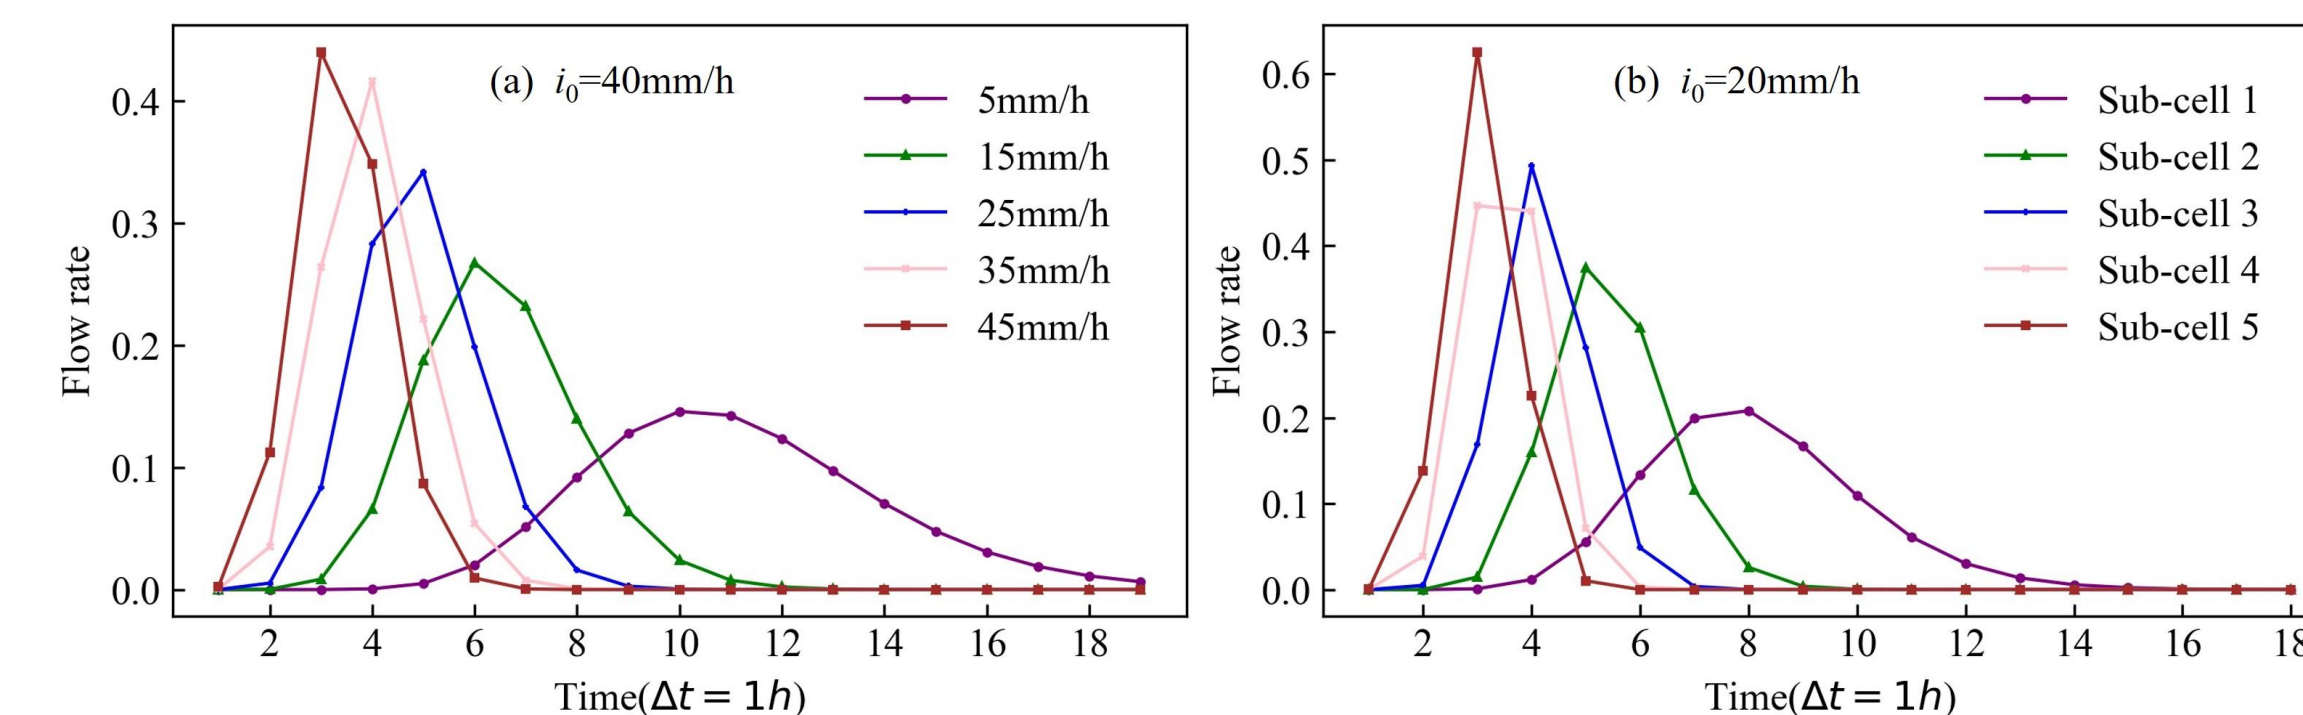 (a) i₀=40mm/h
5mm/h
15mm/h
25mm/h
35mm/h
45mm/h
0.4
0.3
0.2
0.1
0.0
Flow rate
2 4 6 8 10 12 14 16 18
Time(Δt = 1h)
(b) i₀=20mm/h
Sub-cell 1
Sub-cell 2
Sub-cell 3
Sub-cell 4
Sub-cell 5
0.6
0.5
0.4
0.3
0.2
0.1
0.0
Flow rate
2 4 6 8 10 12 14 16 18
Time(Δt = 1h)